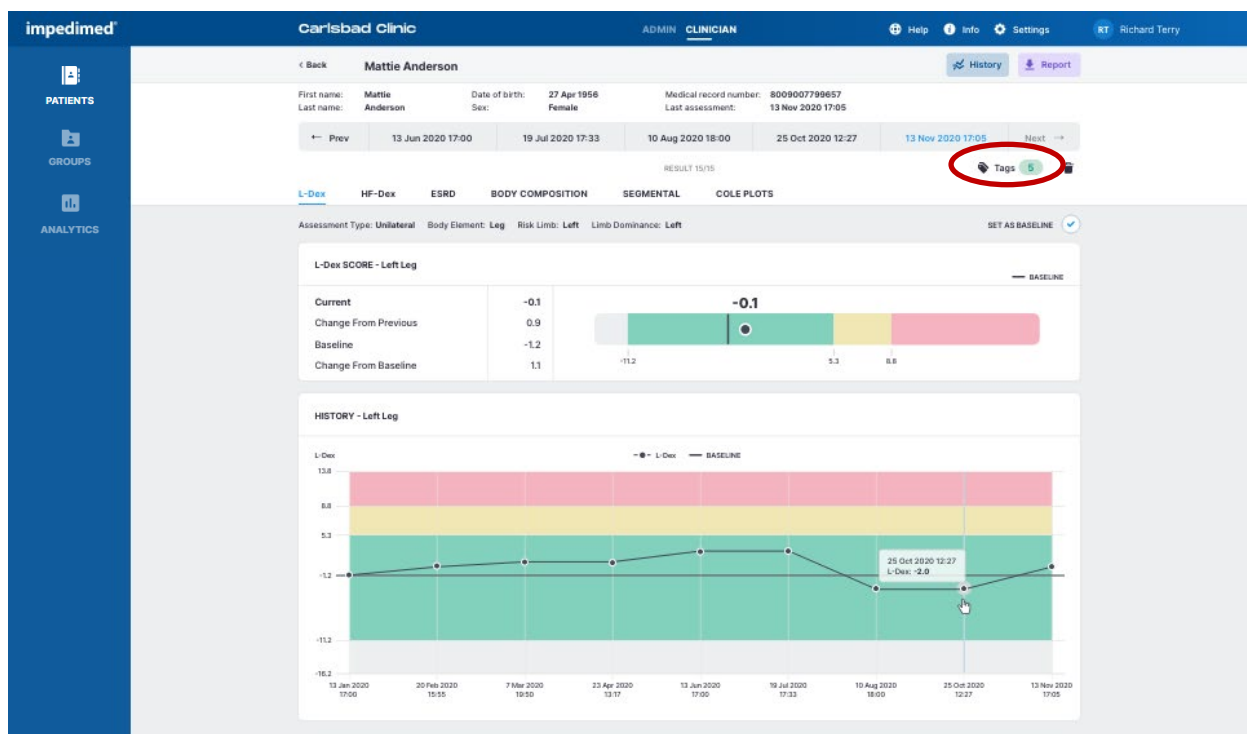 impedimed®
Carlsbad Clinic
ADMIN CLINICIAN
Help Info Settings
RT Richard Terry
PATIENTS
GROUPS
ANALYTICS
< Back Mattie Anderson
History Report
First name: Mattie Date of birth: 27 Apr 1956 Medical record number: 8009007799657
Last name: Anderson Sex: Female Last assessment: 13 Nov 2020 17:05
← Prev 13 Jun 2020 17:00 19 Jul 2020 17:33 10 Aug 2020 18:00 25 Oct 2020 12:27 13 Nov 2020 17:05 Next →
RESULT 15/15
Tags 5
L-Dex HF-Dex ESRD BODY COMPOSITION SEGMENTAL COLE PLOTS
Assessment Type: Unilateral Body Element: Leg Risk Limb: Left Limb Dominance: Left
SET AS BASELINE
L-Dex SCORE - Left Leg
BASELINE
Current -0.1
Change From Previous 0.9
Baseline -1.2
Change From Baseline 1.1
-0.1
-11.2 5.3 8.8
HISTORY - Left Leg
L-Dex
L-Dex BASELINE
13.8
8.8
5.3
-1.2
-11.2
-16.2
25 Oct 2020 12:27
L-Dex: -2.0
13 Jan 2020 20 Feb 2020 7 Mar 2020 23 Apr 2020 13 Jun 2020 19 Jul 2020 10 Aug 2020 25 Oct 2020 13 Nov 2020
17:00 15:55 19:50 13:17 17:00 17:33 18:00 12:27 17:05